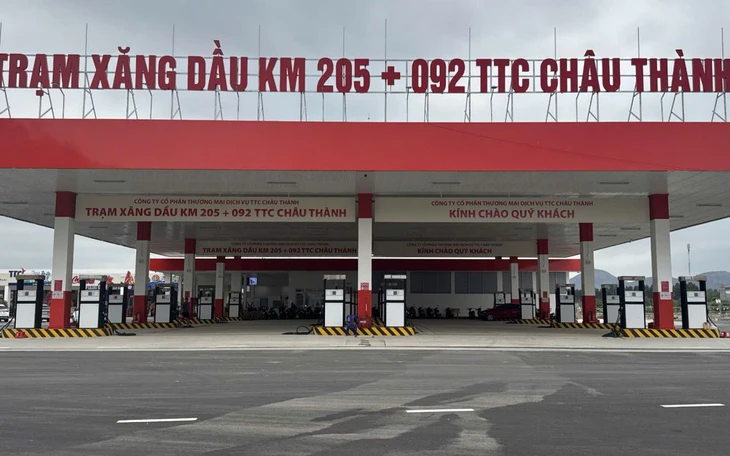 TRẠM XĂNG DẦU KM 205 + 092 TTC CHÂU THÀNH
CÔNG TY CỔ PHẦN THƯƠNG MẠI DỊCH VỤ TTC CHÂU THÀNH
TRẠM XĂNG DẦU KM 205 + 092 TTC CHÂU THÀNH
CÔNG TY CỔ PHẦN THƯƠNG MẠI DỊCH VỤ TTC CHÂU THÀNH
KÍNH CHÀO QUÝ KHÁCH
TRẠM XĂNG DẦU KM 205 + 092 TTC CHÂU THÀNH
KÍNH CHÀO QUÝ KHÁCH